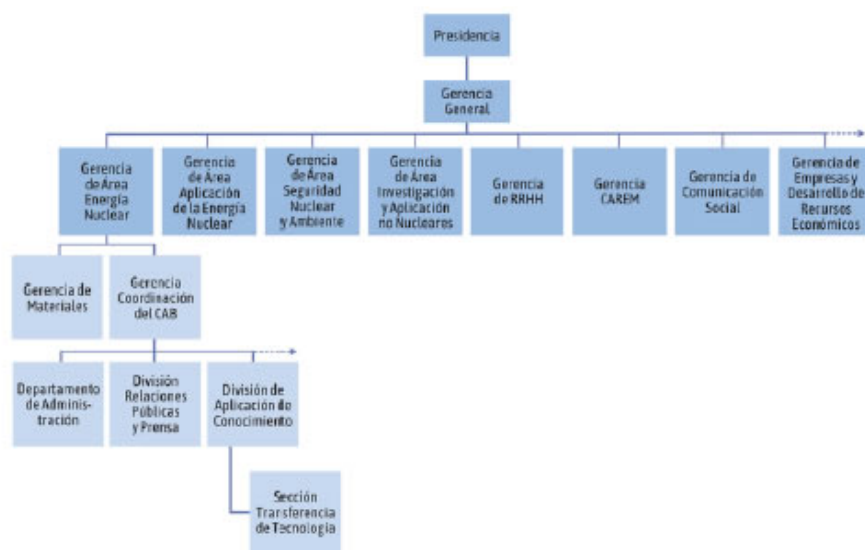 Presidencia
Gerencia
General
Gerencia
de Área
Energía
Nuclear
Gerencia
de Área
Aplicación
de la Energía
Nuclear
Gerencia
de Área
Seguridad
Nuclear
y Ambiente
Gerencia
de Área
Investigación
y Aplicación
no Nucleares
Gerencia
de RRHH
Gerencia
CAREM
Gerencia de
Comunicación
Social
Gerencia de
Empresas y
Desarrollo de
Recursos
Económicos
Gerencia de
Materiales
Gerencia
Coordinación
del CAB
Departamento
de Adminis-
tración
División
Relaciones
Públicas
y Prensa
División de
Aplicación de
Conocimiento
Sección
Transferencia
de Tecnología